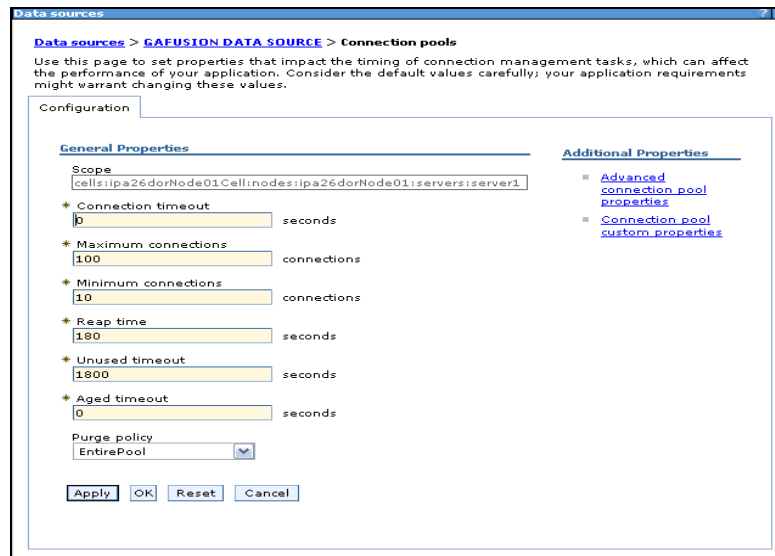 Data sources
?
Data sources > GAFUSION DATA SOURCE > Connection pools
Use this page to set properties that impact the timing of connection management tasks, which can affect
the performance of your application. Consider the default values carefully; your application requirements
might warrant changing these values.
Configuration
General Properties
Scope
cells:ipa26dorNode01Cell:nodes:ipa26dorNode01:servers:server1
* Connection timeout
0 seconds
* Maximum connections
100 connections
* Minimum connections
10 connections
* Reap time
180 seconds
* Unused timeout
1800 seconds
* Aged timeout
0 seconds
Purge policy
EntirePool
Apply OK Reset Cancel
Additional Properties
Advanced
connection pool
properties
Connection pool
custom properties